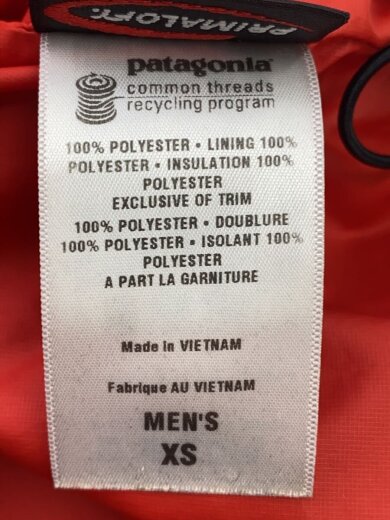 PRIMALOFT
patagonia
common threads
recycling program
100% POLYESTER • LINING 100%
POLYESTER • INSULATION 100%
POLYESTER
EXCLUSIVE OF TRIM
100% POLYESTER • DOUBLURE
100% POLYESTER • ISOLANT 100%
POLYESTER
A PART LA GARNITURE
Made in VIETNAM
Fabrique AU VIETNAM
MEN'S
XS